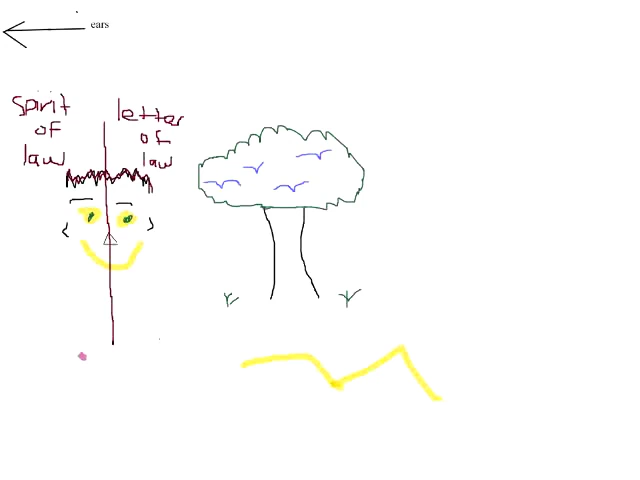 ears
spirit
of
law
letter
of
law